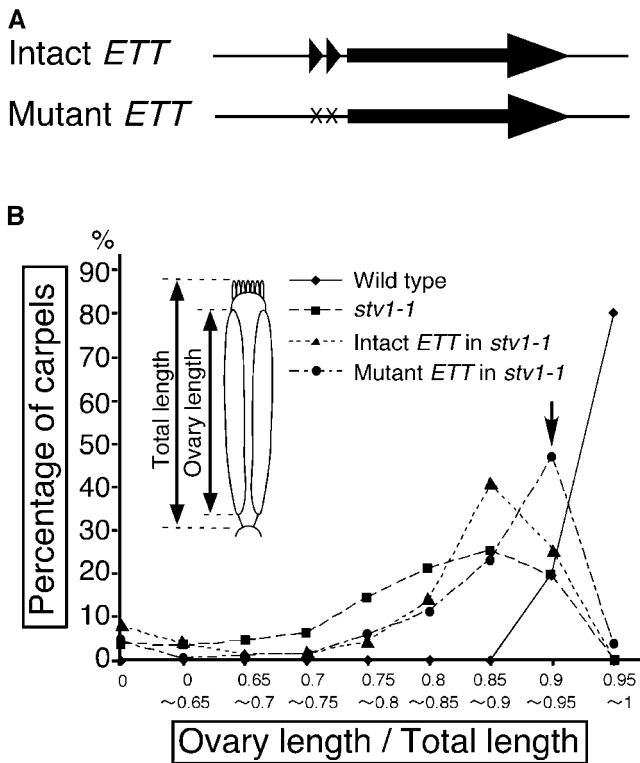 A
Intact ETT
Mutant ETT
X X
B
%
90
80
70
60
50
40
30
20
10
0
Percentage of carpels
Total length
Ovary length
Wild type
stv1-1
Intact ETT in stv1-1
Mutant ETT in stv1-1
0 0 0.65 0.7 0.75 0.8 0.85 0.9 0.95
~0.65 ~0.7 ~0.75 ~0.8 ~0.85 ~0.9 ~0.95 ~1
Ovary length / Total length